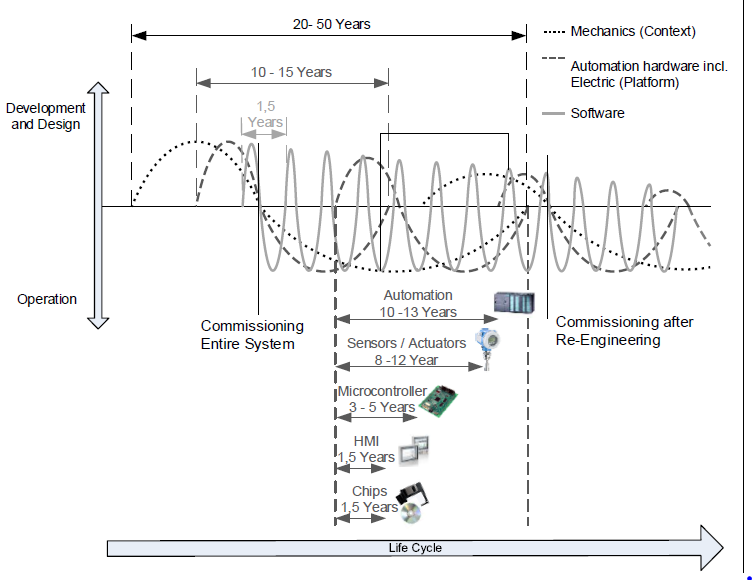 20- 50 Years
Mechanics (Context)
Automation hardware incl.
Electric (Platform)
Software
10 - 15 Years
1,5
Years
Development
and Design
Operation
Commissioning
Entire System
Automation
10 -13 Years
Commissioning after
Re-Engineering
Sensors / Actuators
8 -12 Year
Microcontroller
3 - 5 Years
HMI
1,5 Years
Chips
1,5 Years
Life Cycle